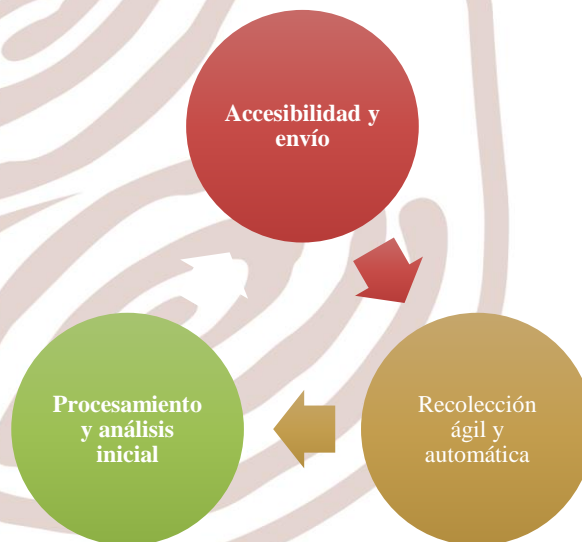 Accesibilidad y
envío
Recolección
ágil y
automática
Procesamiento
y análisis
inicial